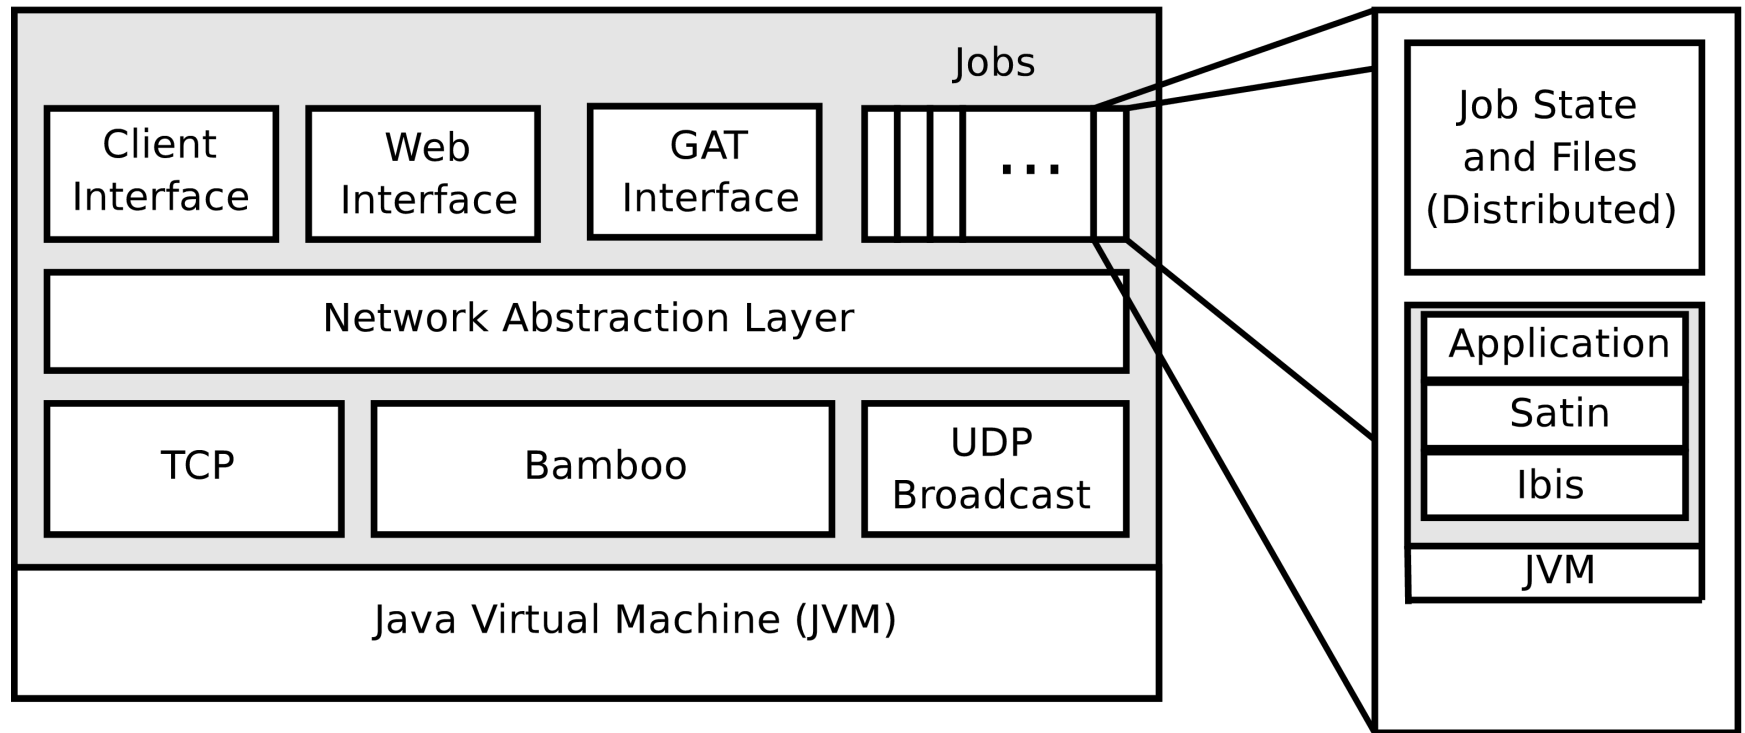 Jobs
Client
Interface
Web
Interface
GAT
Interface
...
Network Abstraction Layer
TCP
Bamboo
UDP
Broadcast
Java Virtual Machine (JVM)
Job State
and Files
(Distributed)
Application
Satin
Ibis
JVM